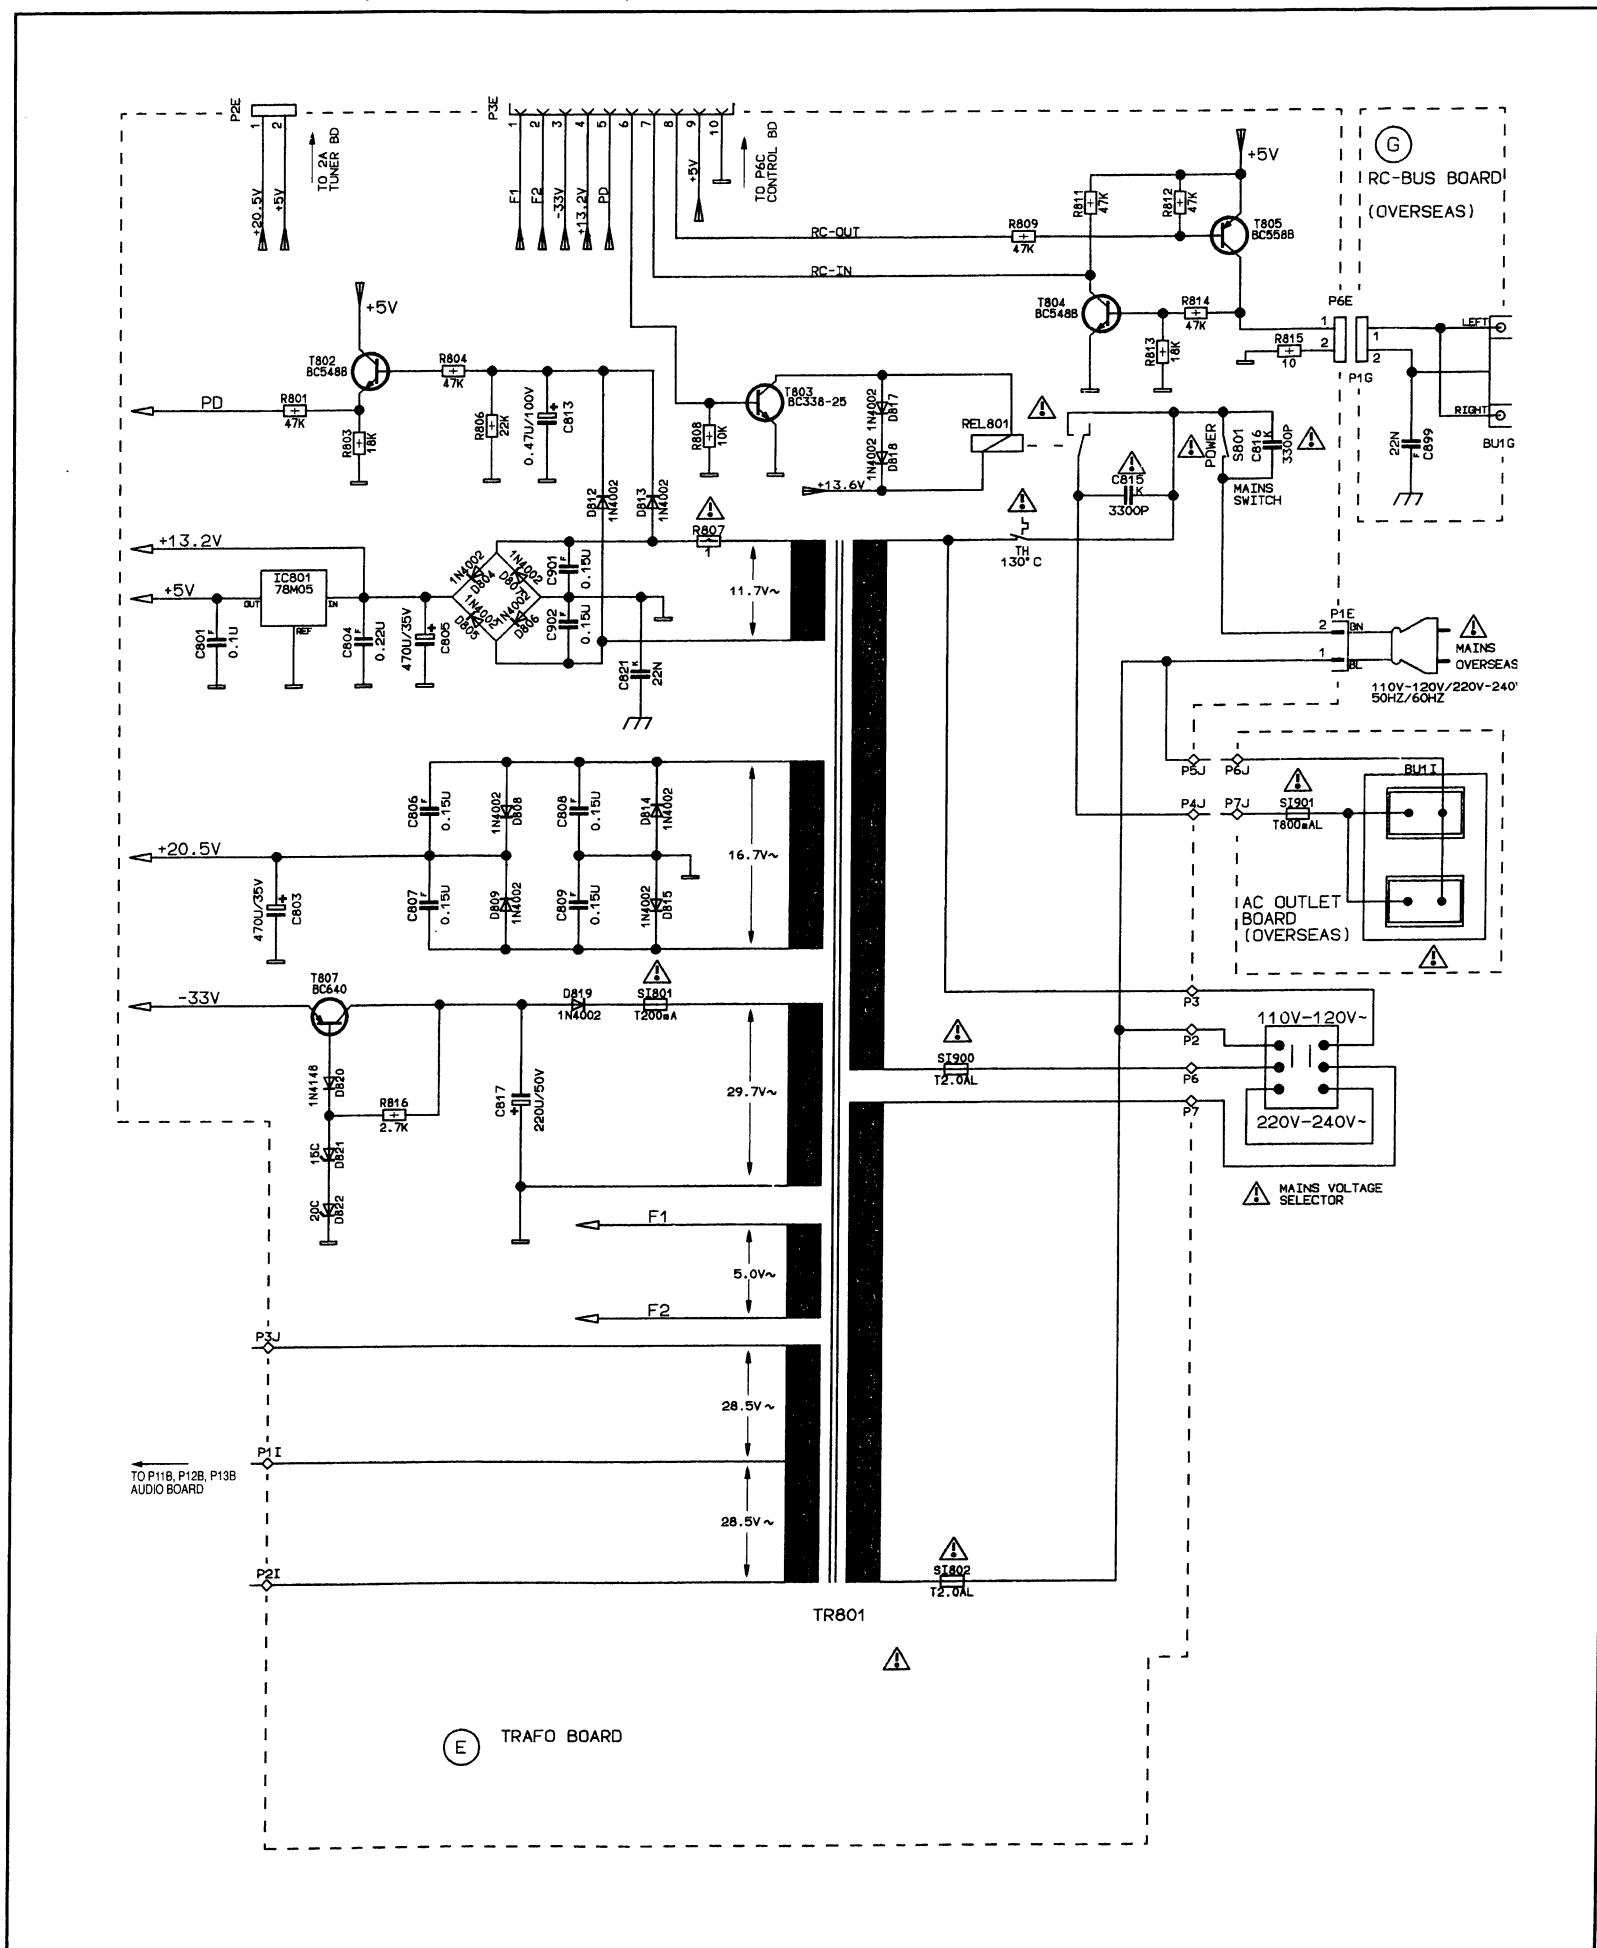 P2E
1
2
+20.5V
+5V
TO 2A
TUNER BD
P3E
1
2
3
4
5
6
7
8
9
10
F1
F2
-33V
+13.2V
PD
+5V
TO P6C
CONTROL BD
RC-OUT
RC-IN
R809
47K
R811
47K
R812
47K
+5V
T805
BC558B
T804
BC548B
R814
47K
R813
18K
R815
10
P6E
1
2
1
2
P1G
G
RC-BUS BOARD
(OVERSEAS)
LEFT
RIGHT
BU1G
22N
C899
+5V
T802
BC548B
R804
47K
PD
R801
47K
R803
18K
R806
22K
0.47U/100V
C813
R808
10K
T803
BC338-25
1N4002
D817
1N4002
D818
+13.6V
REL801
C815
3300P
POWER
S801
C816
3300P
MAINS
SWITCH
TH
130°C
D812
1N4002
D813
1N4002
R807
1
+13.2V
+5V
IC801
78M05
OUT
IN
REF
C801
0.1U
C804
0.22U
470U/35V
C805
1N4002
D804
1N4002
D807
1N4002
D805
1N4002
D806
C901
0.15U
C902
0.15U
C821
22N
11.7V~
P1E
2
BN
1
BL
MAINS
OVERSEAS
110V-120V/220V-240'
50HZ/60HZ
P5J
P6J
P4J
P7J
SI901
T800mAL
BU1I
AC OUTLET
BOARD
(OVERSEAS)
C806
0.15U
1N4002
D808
C808
0.15U
D814
1N4002
+20.5V
16.7V~
470U/35V
C803
C807
0.15U
D809
1N4002
C809
0.15U
1N4002
D815
-33V
T807
BC640
D819
1N4002
SI801
T200mA
1N4148
D820
R816
2.7K
C817
220U/50V
29.7V~
15C
D821
20C
D822
P3
110V-120V~
P2
SI900
T2.0AL
P6
P7
220V-240V~
MAINS VOLTAGE
SELECTOR
F1
5.0V~
F2
P3J
28.5V~
P1I
TO P11B, P12B, P13B
AUDIO BOARD
28.5V~
P2I
SI802
T2.0AL
TR801
E
TRAFO BOARD